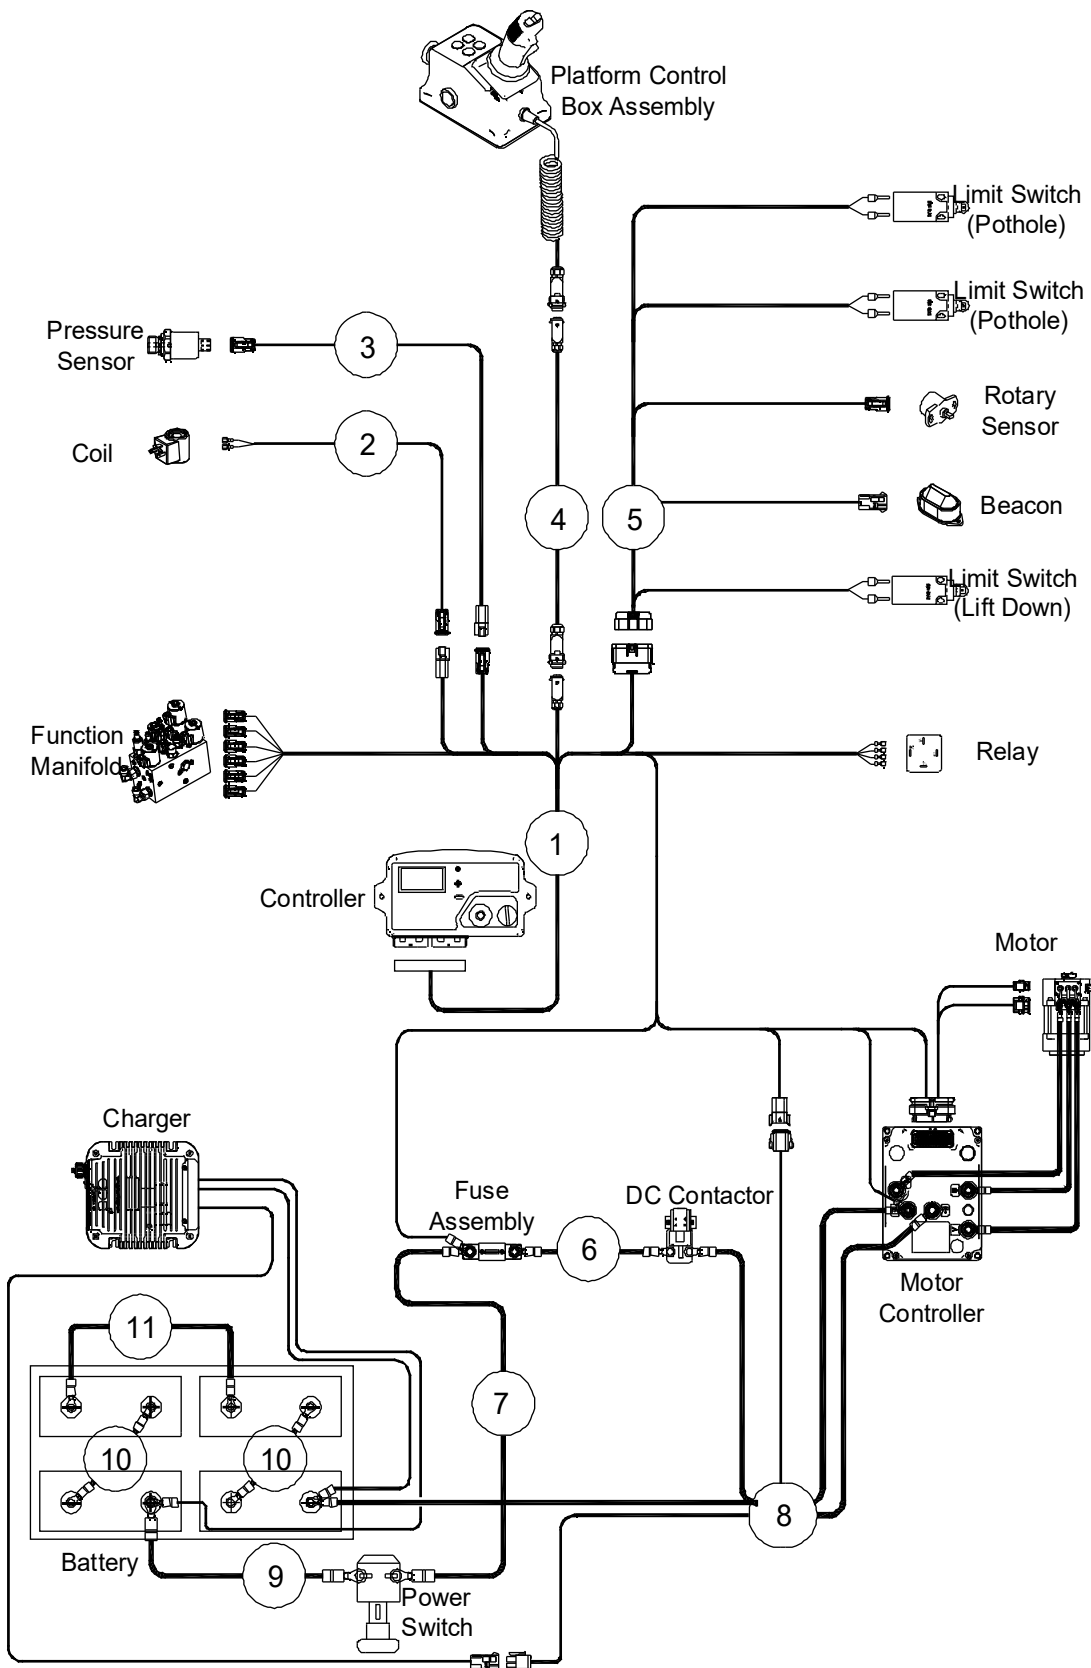 Platform Control
Box Assembly
Limit Switch
(Pothole)
Limit Switch
(Pothole)
Pressure
Sensor
3
Rotary
Sensor
Coil
2
4
5
Beacon
Limit Switch
(Lift Down)
Function
Manifold
Relay
1
Controller
Motor
Charger
Fuse
Assembly
DC Contactor
6
Motor
Controller
11
7
10
10
8
Battery
9
Power
Switch